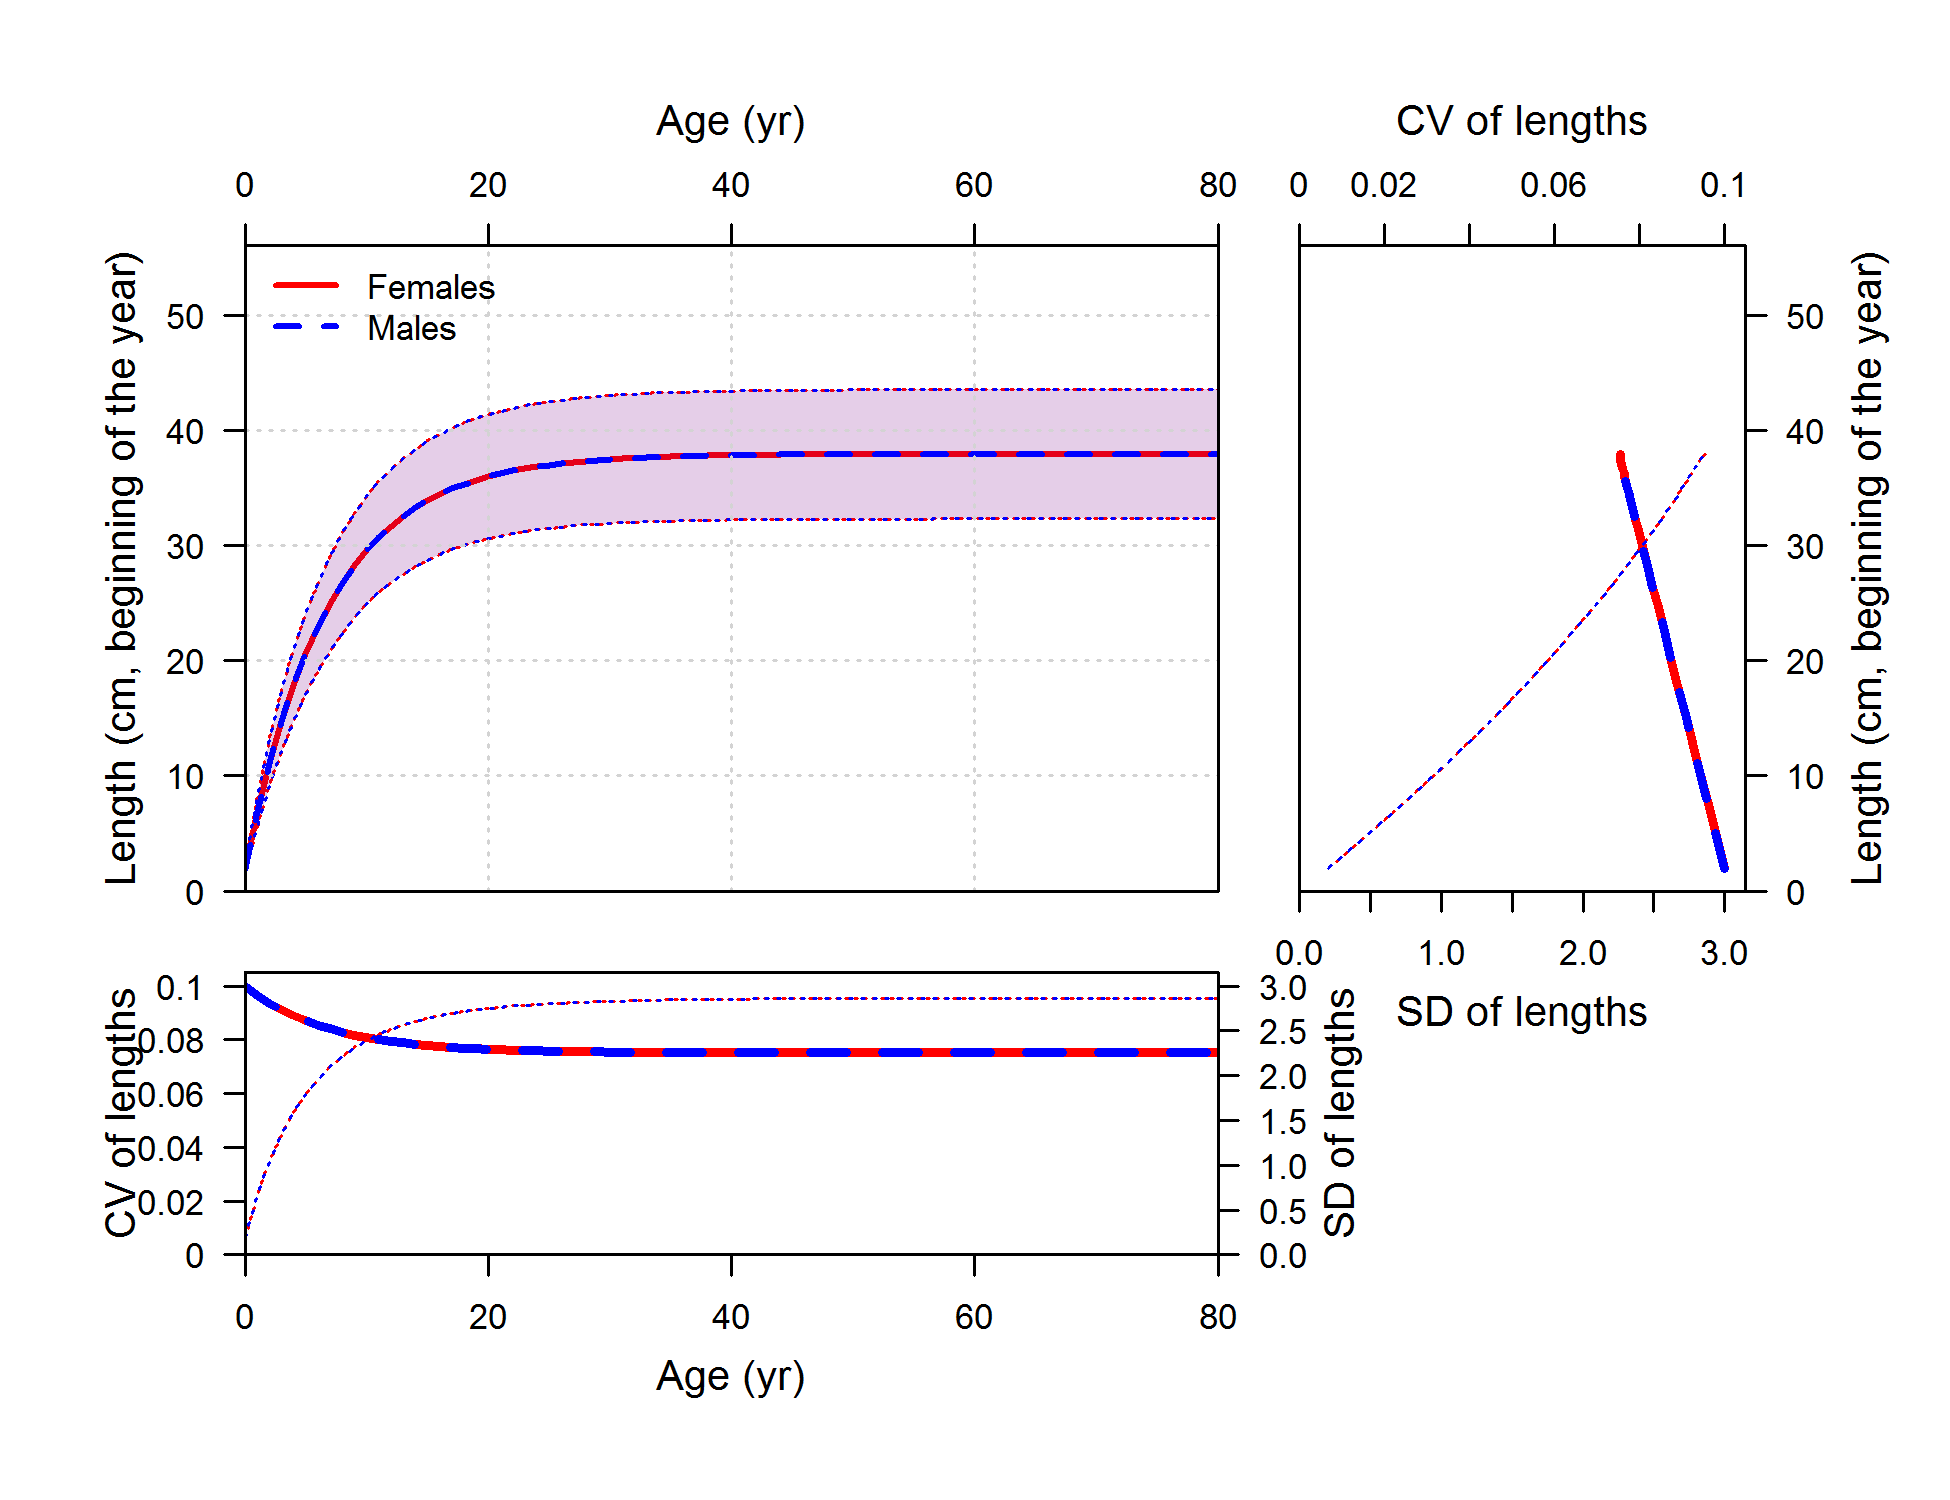 Age (yr)
CV of lengths
0 20 40 60 80
0 0.02 0.06 0.1
Females
Males
Length (cm, beginning of the year)
50
40
30
20
10
0
50
40
30
20
10
0
Length (cm, beginning of the year)
0.0 1.0 2.0 3.0
SD of lengths
CV of lengths
0.1
0.08
0.06
0.04
0.02
0
3.0
2.5
2.0
1.5
1.0
0.5
0.0
SD of lengths
0 20 40 60 80
Age (yr)